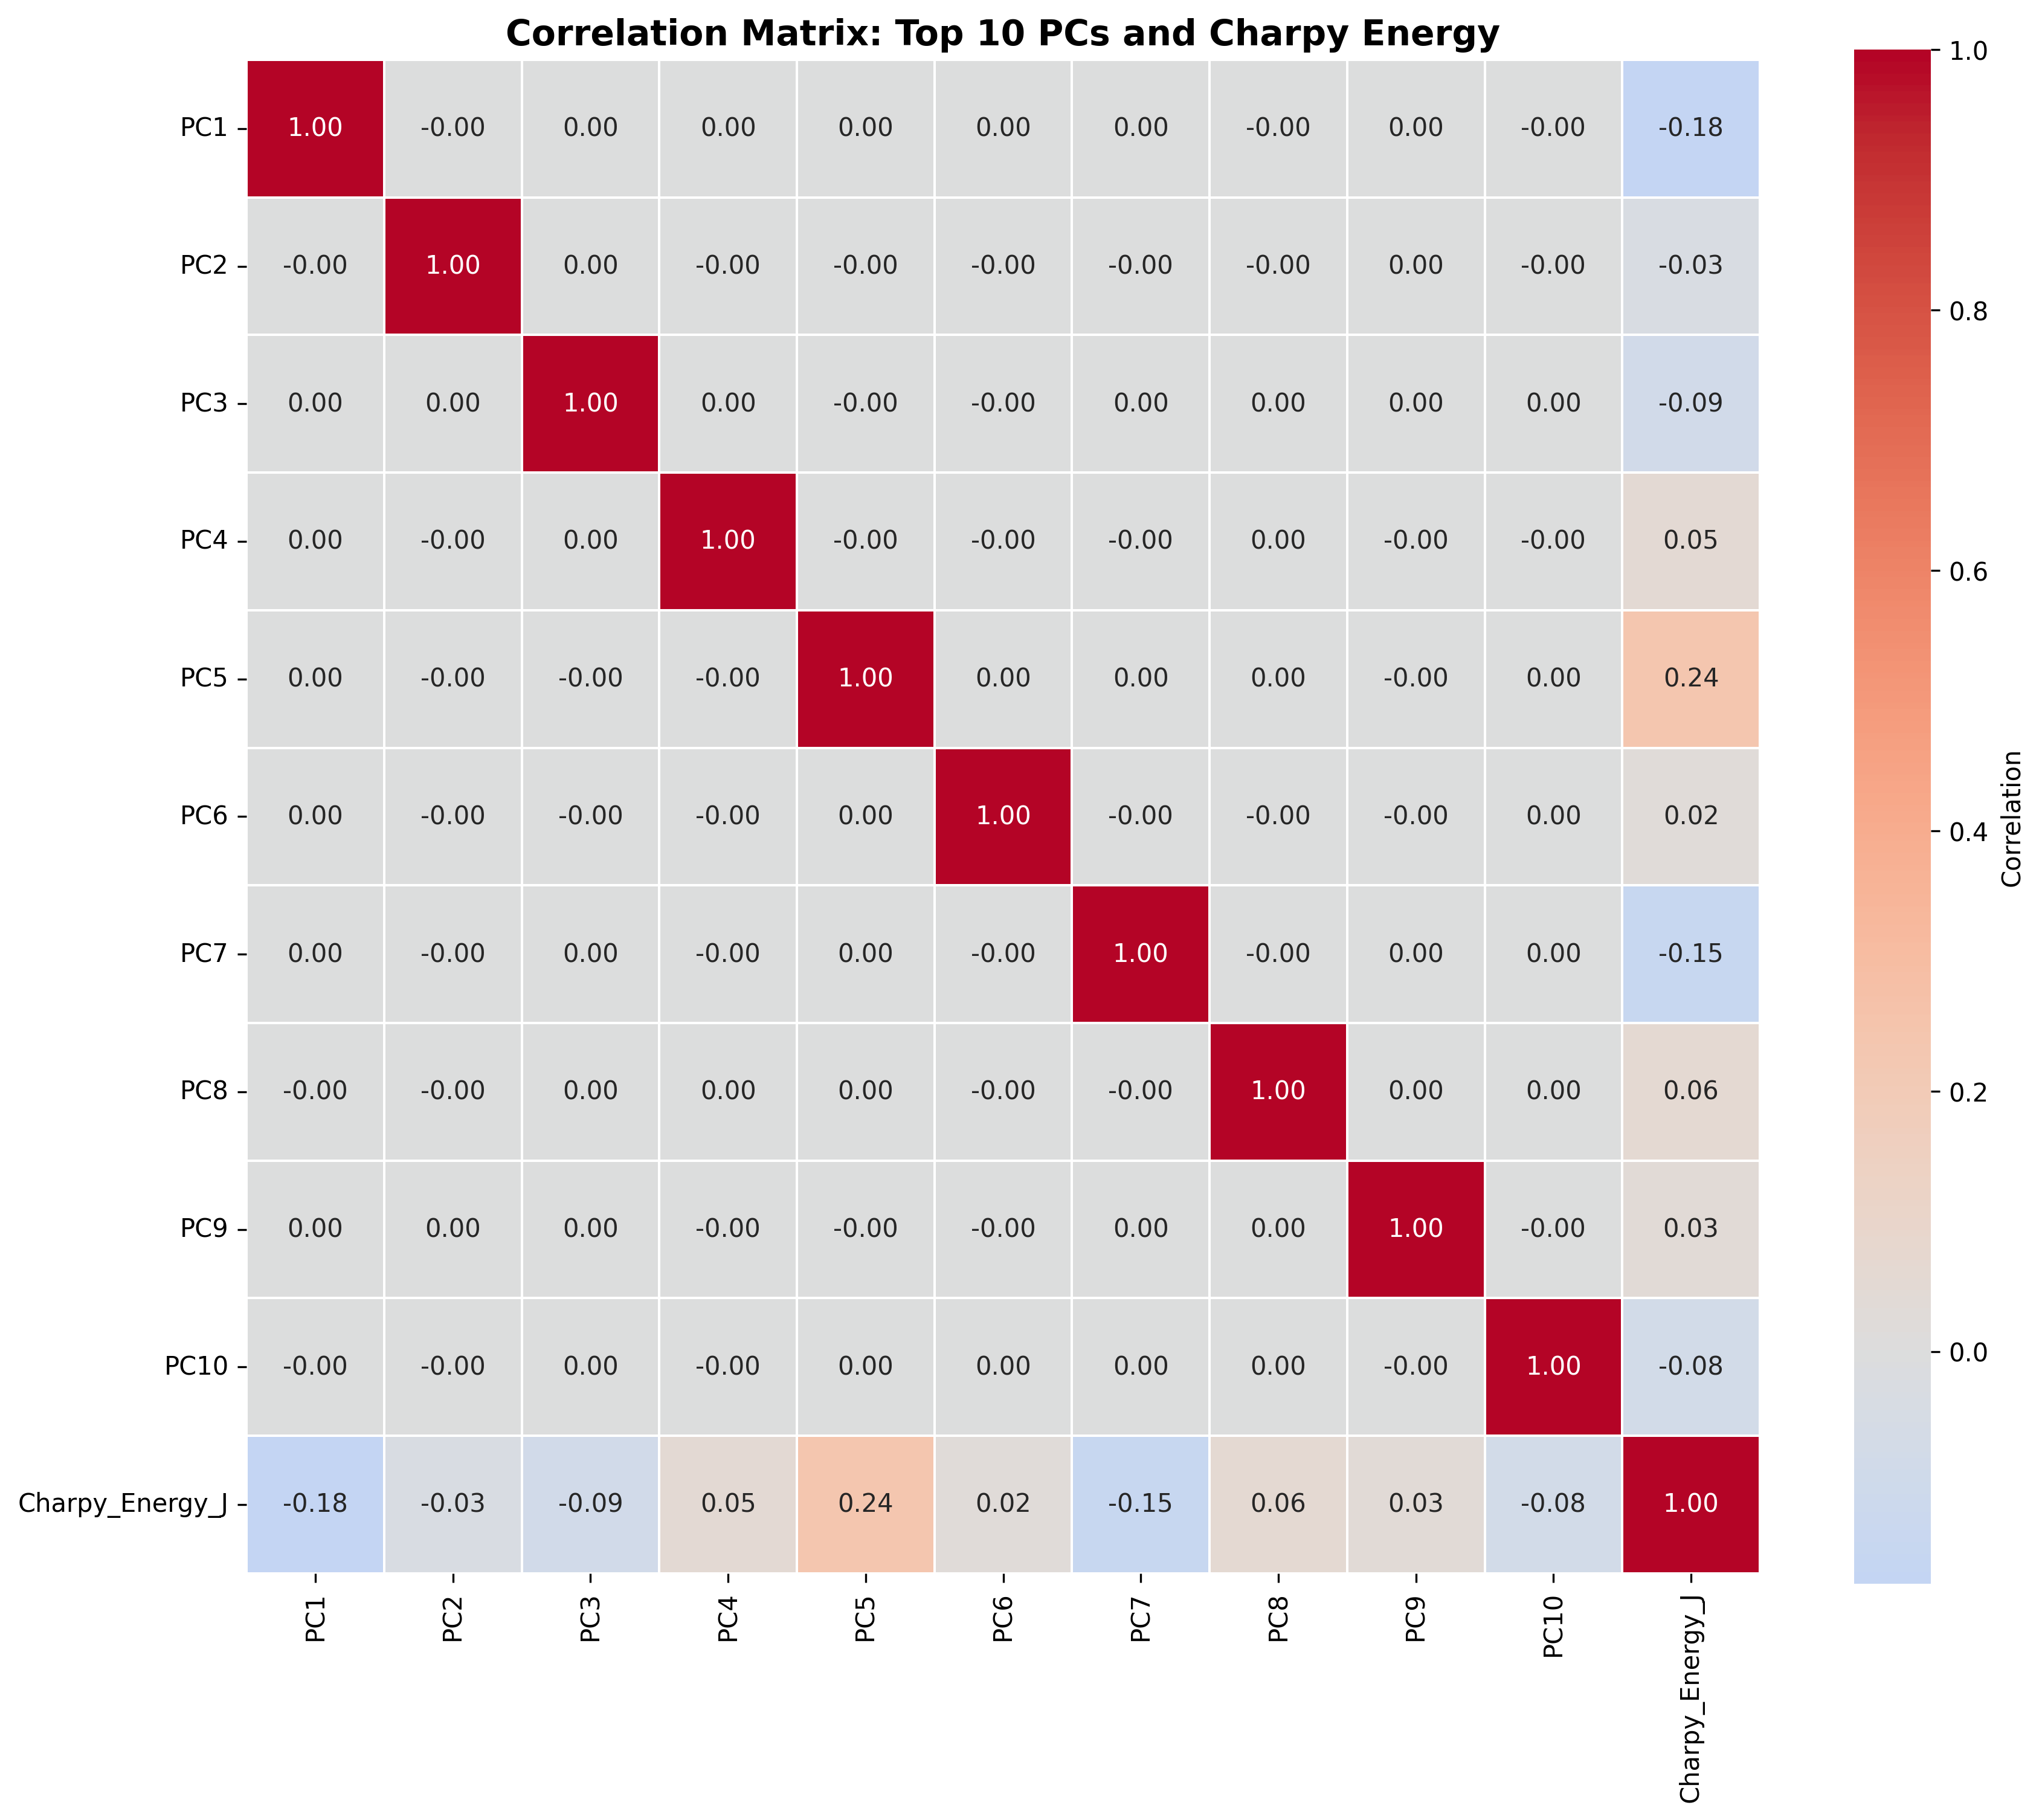 Correlation Matrix: Top 10 PCs and Charpy Energy
PC1 1.00 -0.00 0.00 0.00 0.00 0.00 0.00 -0.00 0.00 -0.00 -0.18
PC2 -0.00 1.00 0.00 -0.00 -0.00 -0.00 -0.00 -0.00 0.00 -0.00 -0.03
PC3 0.00 0.00 1.00 0.00 -0.00 -0.00 0.00 0.00 0.00 0.00 -0.09
PC4 0.00 -0.00 0.00 1.00 -0.00 -0.00 -0.00 0.00 -0.00 -0.00 0.05
PC5 0.00 -0.00 -0.00 -0.00 1.00 0.00 0.00 0.00 -0.00 0.00 0.24
PC6 0.00 -0.00 -0.00 -0.00 0.00 1.00 -0.00 -0.00 -0.00 0.00 0.02
PC7 0.00 -0.00 0.00 -0.00 0.00 -0.00 1.00 -0.00 0.00 0.00 -0.15
PC8 -0.00 -0.00 0.00 0.00 0.00 -0.00 -0.00 1.00 0.00 0.00 0.06
PC9 0.00 0.00 0.00 -0.00 -0.00 -0.00 0.00 0.00 1.00 -0.00 0.03
PC10 -0.00 -0.00 0.00 -0.00 0.00 0.00 0.00 0.00 -0.00 1.00 -0.08
Charpy_Energy_J -0.18 -0.03 -0.09 0.05 0.24 0.02 -0.15 0.06 0.03 -0.08 1.00
PC1 PC2 PC3 PC4 PC5 PC6 PC7 PC8 PC9 PC10 Charpy_Energy_J
1.0
0.8
0.6
0.4
0.2
0.0
Correlation